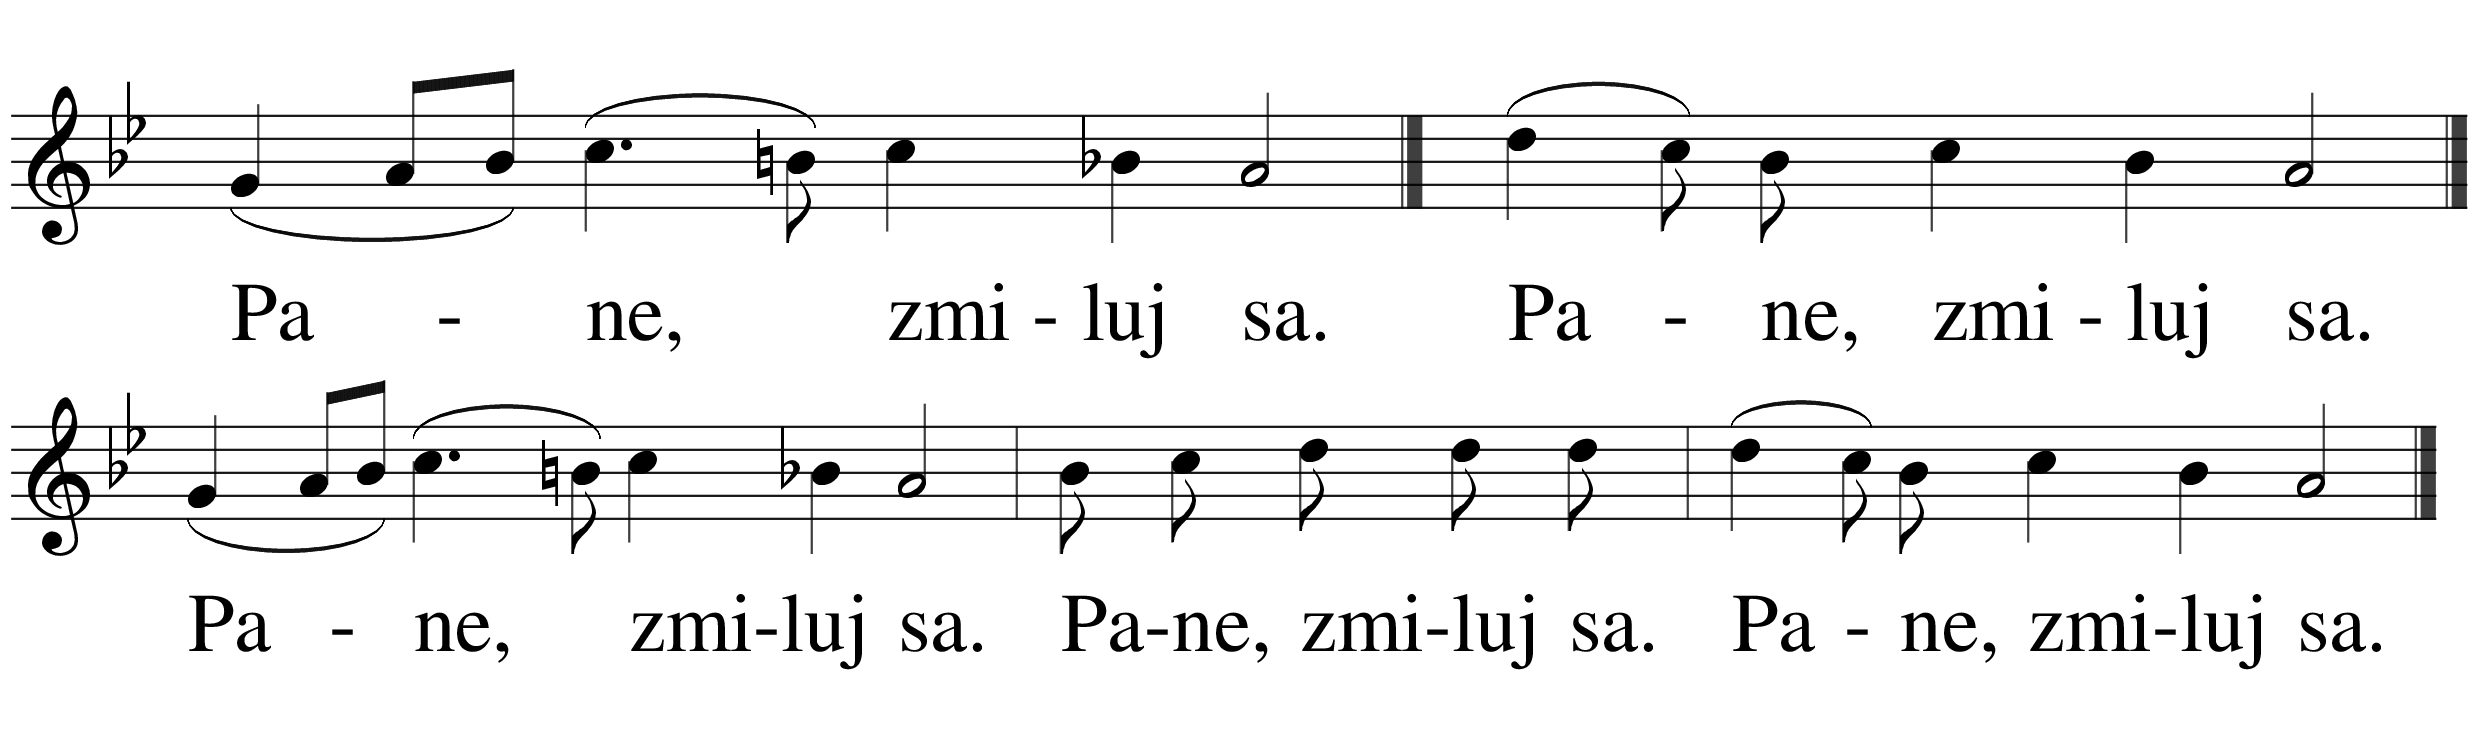 Pa - ne, zmi - luj sa. Pa - ne, zmi - luj sa.
Pa - ne, zmi-luj sa. Pa-ne, zmi-luj sa. Pa - ne, zmi-luj sa.